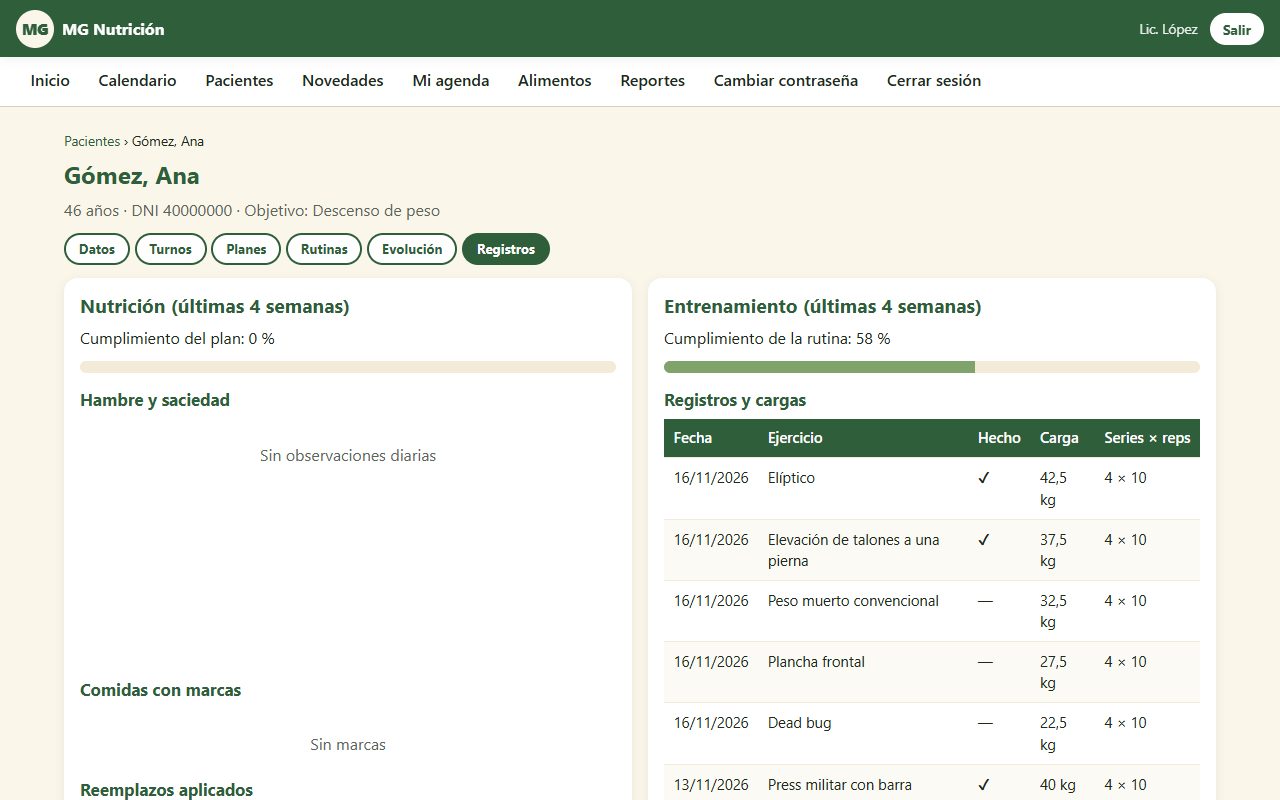 MG MG Nutrición
Lic. López
Salir
Inicio Calendario Pacientes Novedades Mi agenda Alimentos Reportes Cambiar contraseña Cerrar sesión
Pacientes › Gómez, Ana
Gómez, Ana
46 años · DNI 40000000 · Objetivo: Descenso de peso
Datos Turnos Planes Rutinas Evolución Registros
Nutrición (últimas 4 semanas)
Cumplimiento del plan: 0 %
Hambre y saciedad
Sin observaciones diarias
Comidas con marcas
Sin marcas
Reemplazos aplicados
Entrenamiento (últimas 4 semanas)
Cumplimiento de la rutina: 58 %
Registros y cargas
Fecha Ejercicio Hecho Carga Series × reps
16/11/2026 Elíptico ✓ 42,5 kg 4 × 10
16/11/2026 Elevación de talones a una pierna ✓ 37,5 kg 4 × 10
16/11/2026 Peso muerto convencional — 32,5 kg 4 × 10
16/11/2026 Plancha frontal — 27,5 kg 4 × 10
16/11/2026 Dead bug — 22,5 kg 4 × 10
13/11/2026 Press militar con barra ✓ 40 kg 4 × 10